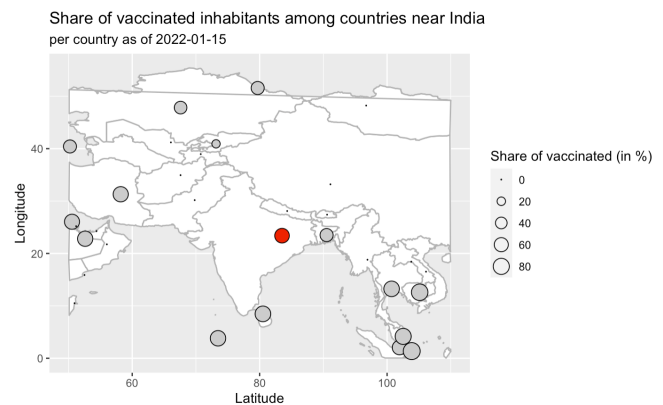 Share of vaccinated inhabitants among countries near India
per country as of 2022-01-15
Longitude
40
20
0
60
80
100
Latitude
Share of vaccinated (in %)
0
20
40
60
80